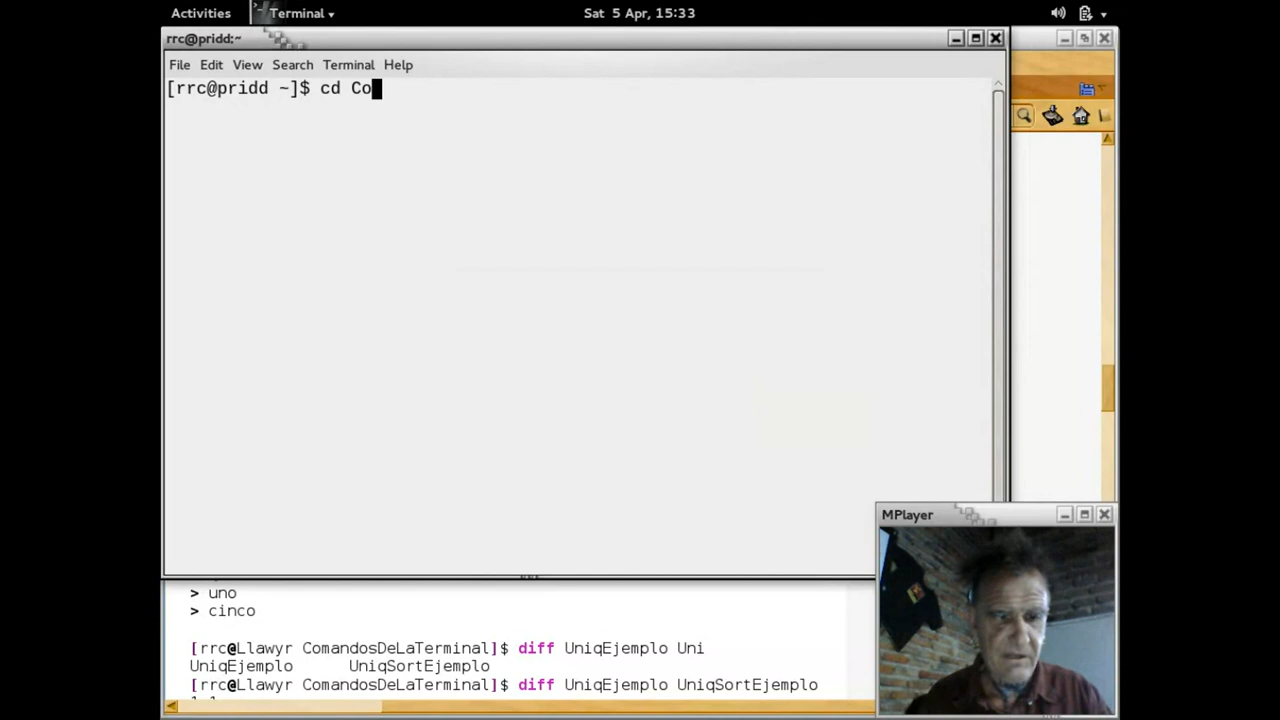 Activities Terminal Sat 5 Apr, 15:33
rrc@pridd:~
File Edit View Search Terminal Help
[rrc@pridd ~]$ cd Co
MPlayer
> uno
> cinco
[rrc@Llawyr ComandosDeLaTerminal]$ diff UniqEjemplo Uni
UniqEjemplo UniqSortEjemplo
[rrc@Llawyr ComandosDeLaTerminal]$ diff UniqEjemplo UniqSortEjemplo